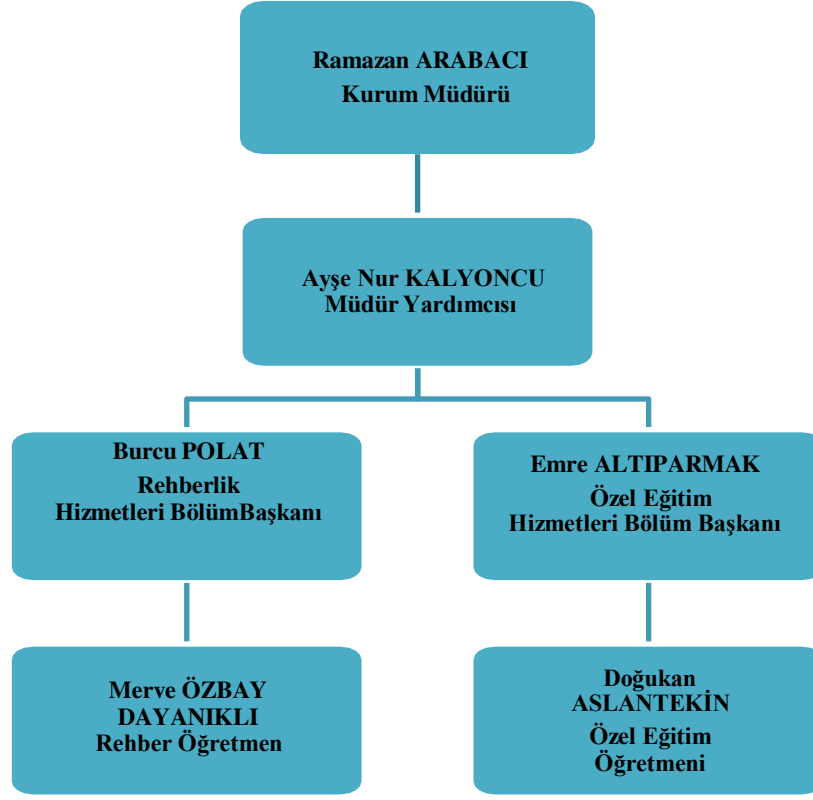 Ramazan ARABACI
Kurum Müdürü
Ayşe Nur KALYONCU
Müdür Yardımcısı
Burcu POLAT
Rehberlik
Hizmetleri BölümBaşkanı
Emre ALTIPARMAK
Özel Eğitim
Hizmetleri Bölüm Başkanı
Merve ÖZBAY
DAYANIKLI
Rehber Öğretmen
Doğukan
ASLANTEKİN
Özel Eğitim
Öğretmeni